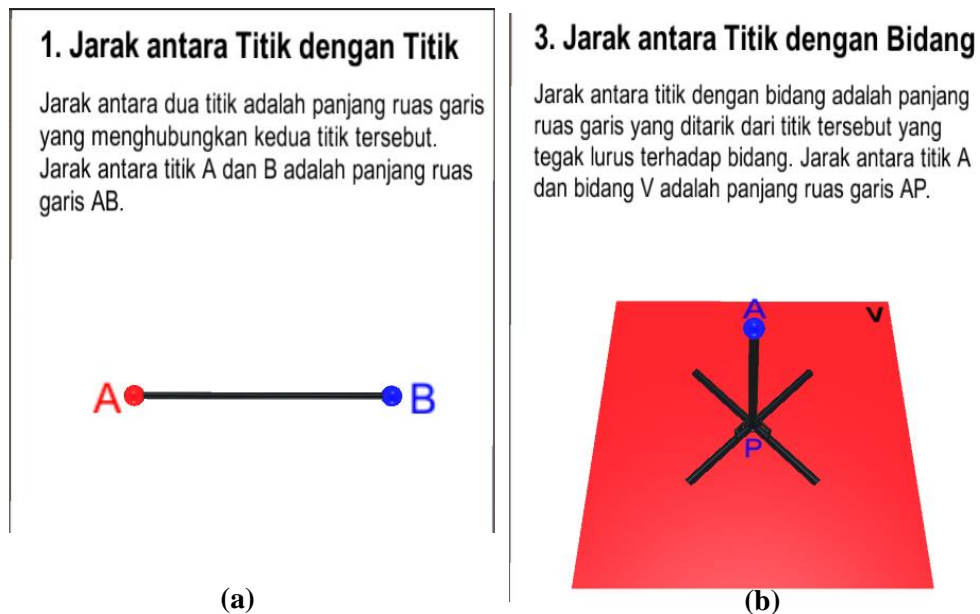 1. Jarak antara Titik dengan Titik
Jarak antara dua titik adalah panjang ruas garis
yang menghubungkan kedua titik tersebut.
Jarak antara titik A dan B adalah panjang ruas
garis AB.
A
B
(a)
3. Jarak antara Titik dengan Bidang
Jarak antara titik dengan bidang adalah panjang
ruas garis yang ditarik dari titik tersebut yang
tegak lurus terhadap bidang. Jarak antara titik A
dan bidang V adalah panjang ruas garis AP.
A
V
P
(b)